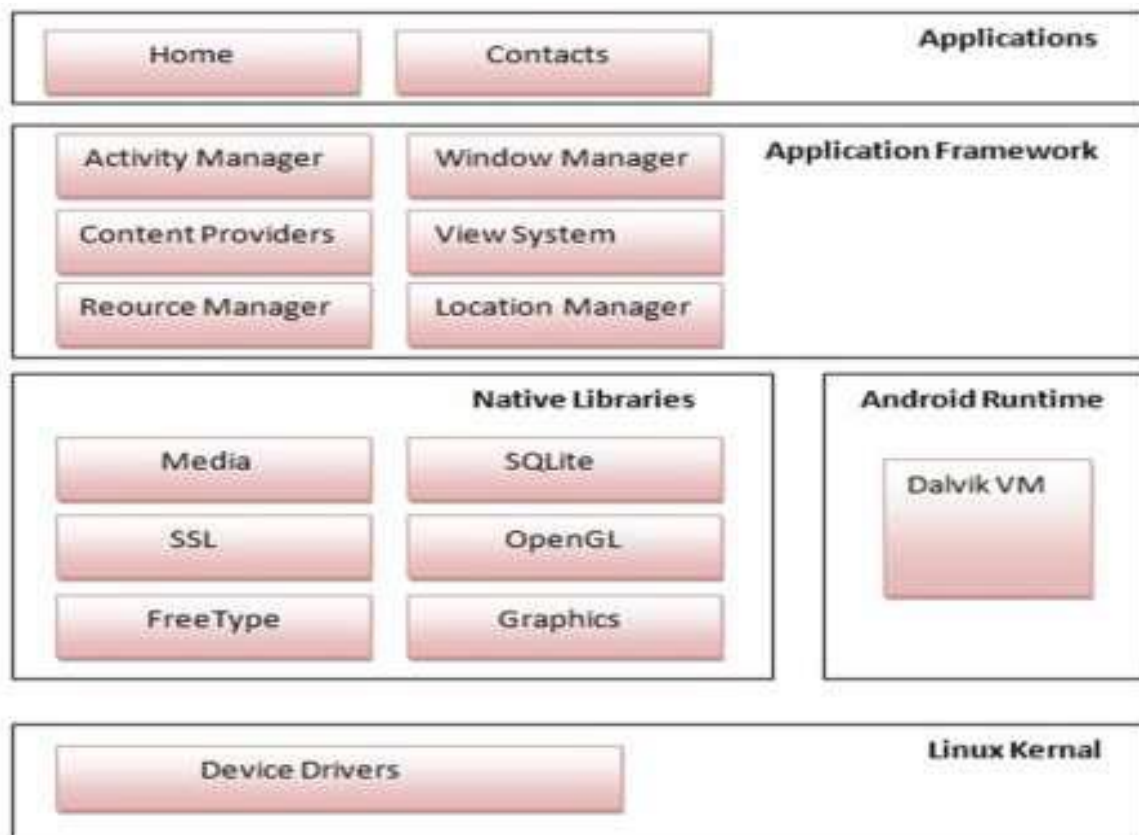 Applications
Home
Contacts
Application Framework
Activity Manager
Window Manager
Content Providers
View System
Reource Manager
Location Manager
Native Libraries
Media
SQLite
SSL
OpenGL
FreeType
Graphics
Android Runtime
Dalvik VM
Linux Kernal
Device Drivers